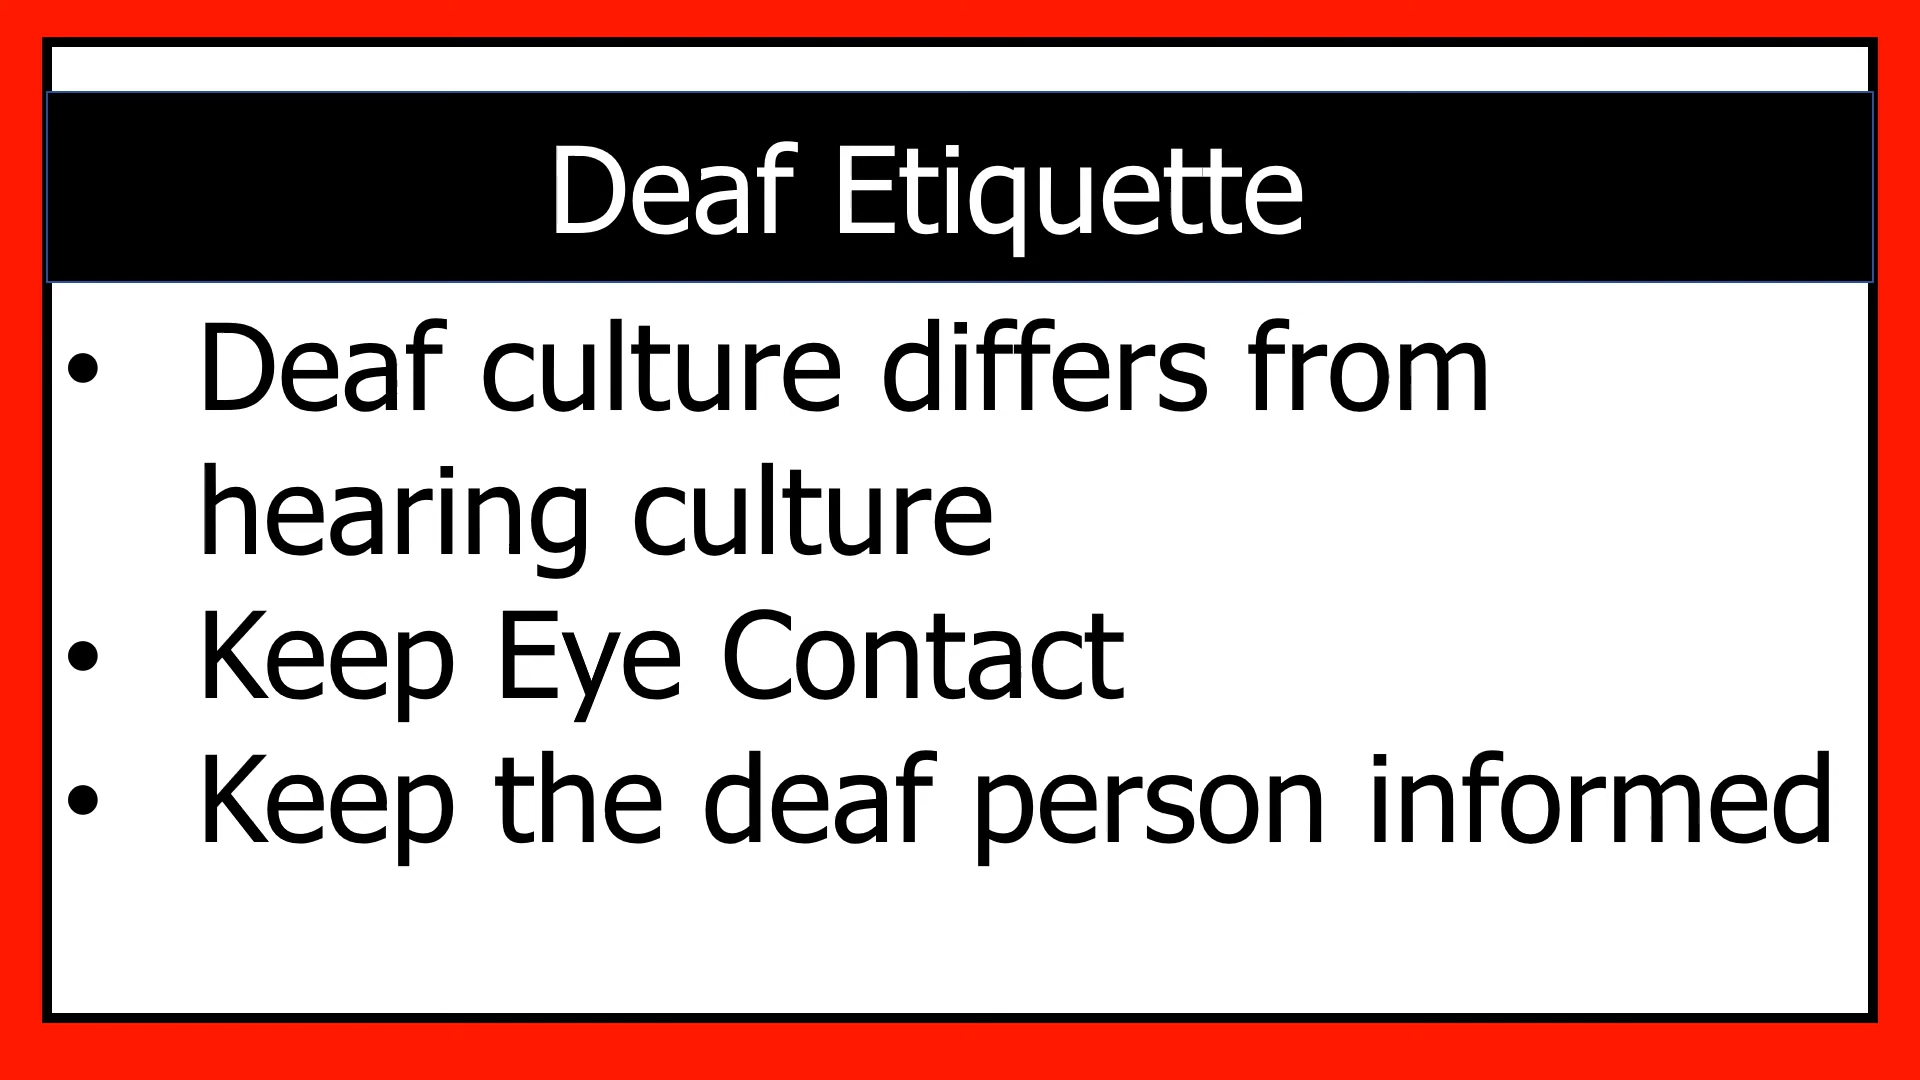 Deaf Etiquette
• Deaf culture differs from
hearing culture
• Keep Eye Contact
• Keep the deaf person informed